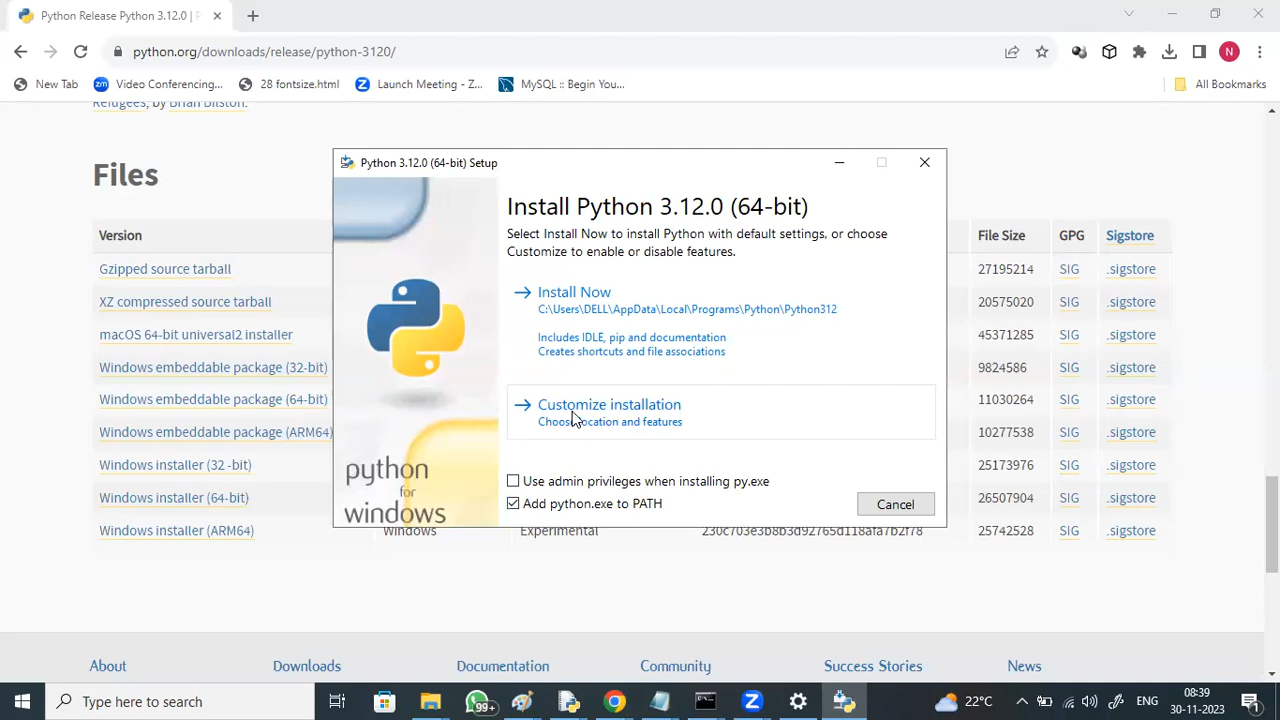 Python Release Python 3.12.0 | P
python.org/downloads/release/python-3120/
N
New Tab
zm Video Conferencing...
28 fontsize.html
Launch Meeting - Z...
MySQL :: Begin You...
All Bookmarks
Refugees, by Brian Bilston.
Files
Version
File Size
GPG
Sigstore
Gzipped source tarball
27195214
SIG
.sigstore
XZ compressed source tarball
20575020
SIG
.sigstore
macOS 64-bit universal2 installer
45371285
SIG
.sigstore
Windows embeddable package (32-bit)
9824586
SIG
.sigstore
Windows embeddable package (64-bit)
11030264
SIG
.sigstore
Windows embeddable package (ARM64)
10277538
SIG
.sigstore
Windows installer (32 -bit)
25173976
SIG
.sigstore
Windows installer (64-bit)
26507904
SIG
.sigstore
Windows installer (ARM64)
Windows
Experimental
230c703e3b8b3d92765d118afa7b2f78
25742528
SIG
.sigstore
Python 3.12.0 (64-bit) Setup
Install Python 3.12.0 (64-bit)
Select Install Now to install Python with default settings, or choose
Customize to enable or disable features.
Install Now
C:\Users\DELL\AppData\Local\Programs\Python\Python312
Includes IDLE, pip and documentation
Creates shortcuts and file associations
Customize installation
Choose location and features
python
for
windows
Use admin privileges when installing py.exe
Add python.exe to PATH
Cancel
About
Downloads
Documentation
Community
Success Stories
News
Type here to search
99+
22°C
ENG
08:39
30-11-2023
1